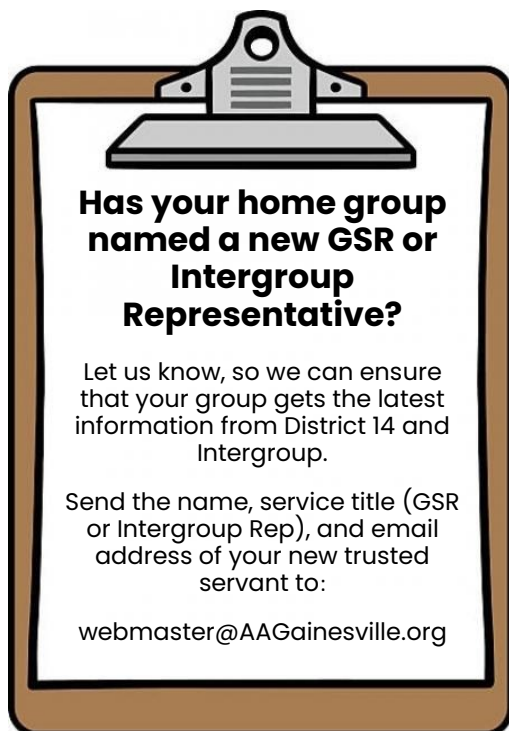 Has your home group
named a new GSR or
Intergroup
Representative?
Let us know, so we can ensure
that your group gets the latest
information from District 14 and
Intergroup.
Send the name, service title (GSR
or Intergroup Rep), and email
address of your new trusted
servant to:
webmaster@AAGainesville.org